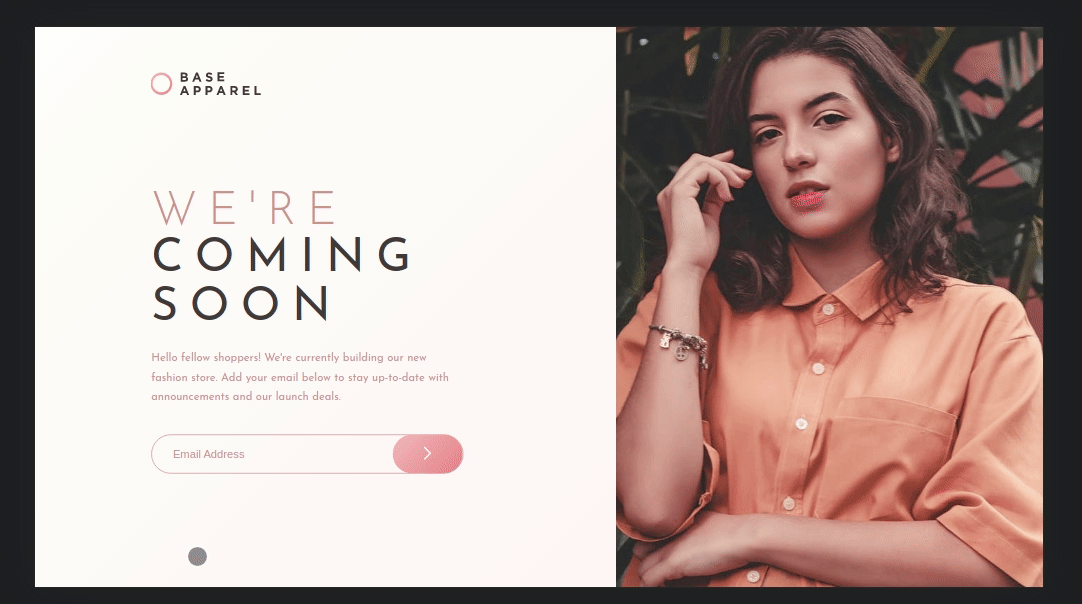 BASE
APPAREL
WE'RE
COMING
SOON
Hello fellow shoppers! We're currently building our new
fashion store. Add your email below to stay up-to-date with
announcements and our launch deals.
Email Address